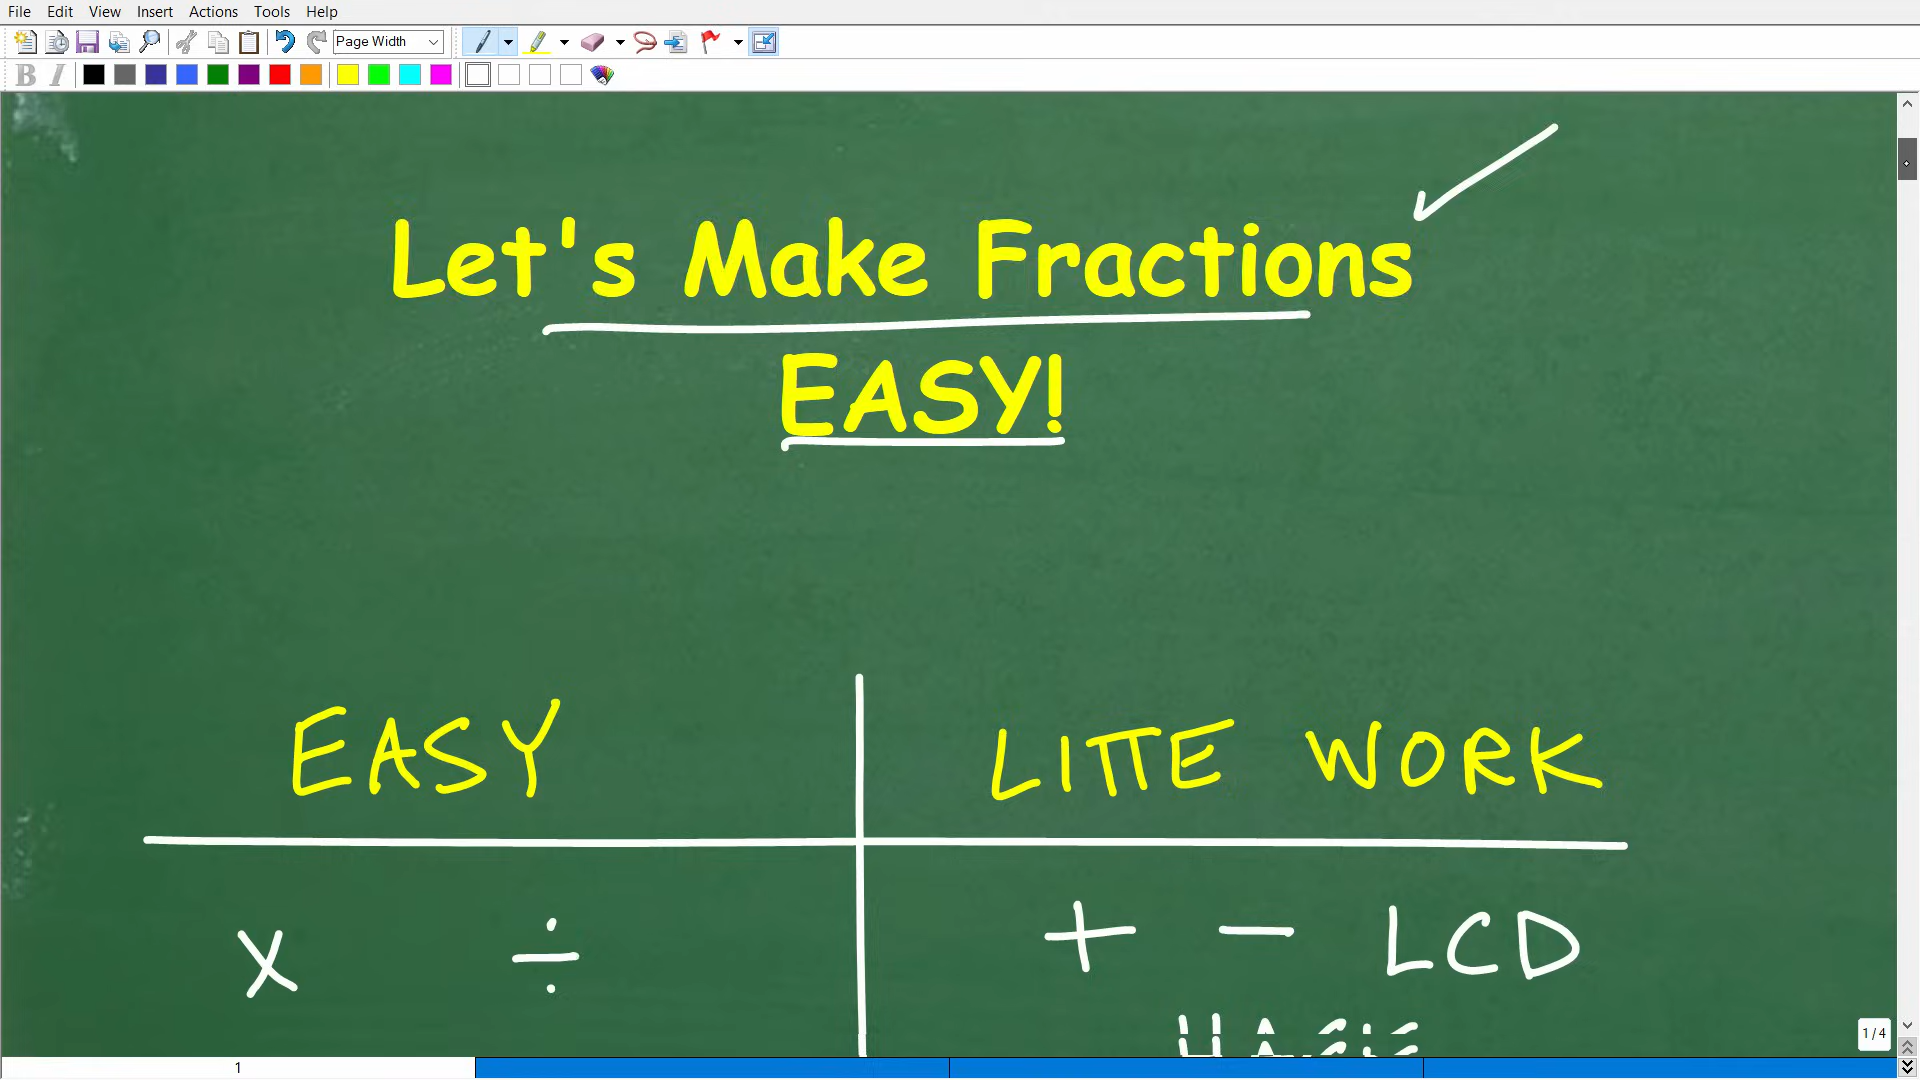 File Edit View Insert Actions Tools Help
Page Width
B I
Let's Make Fractions
EASY!
EASY LITTE WORK
X ÷ + - LCD
1 / 4
1